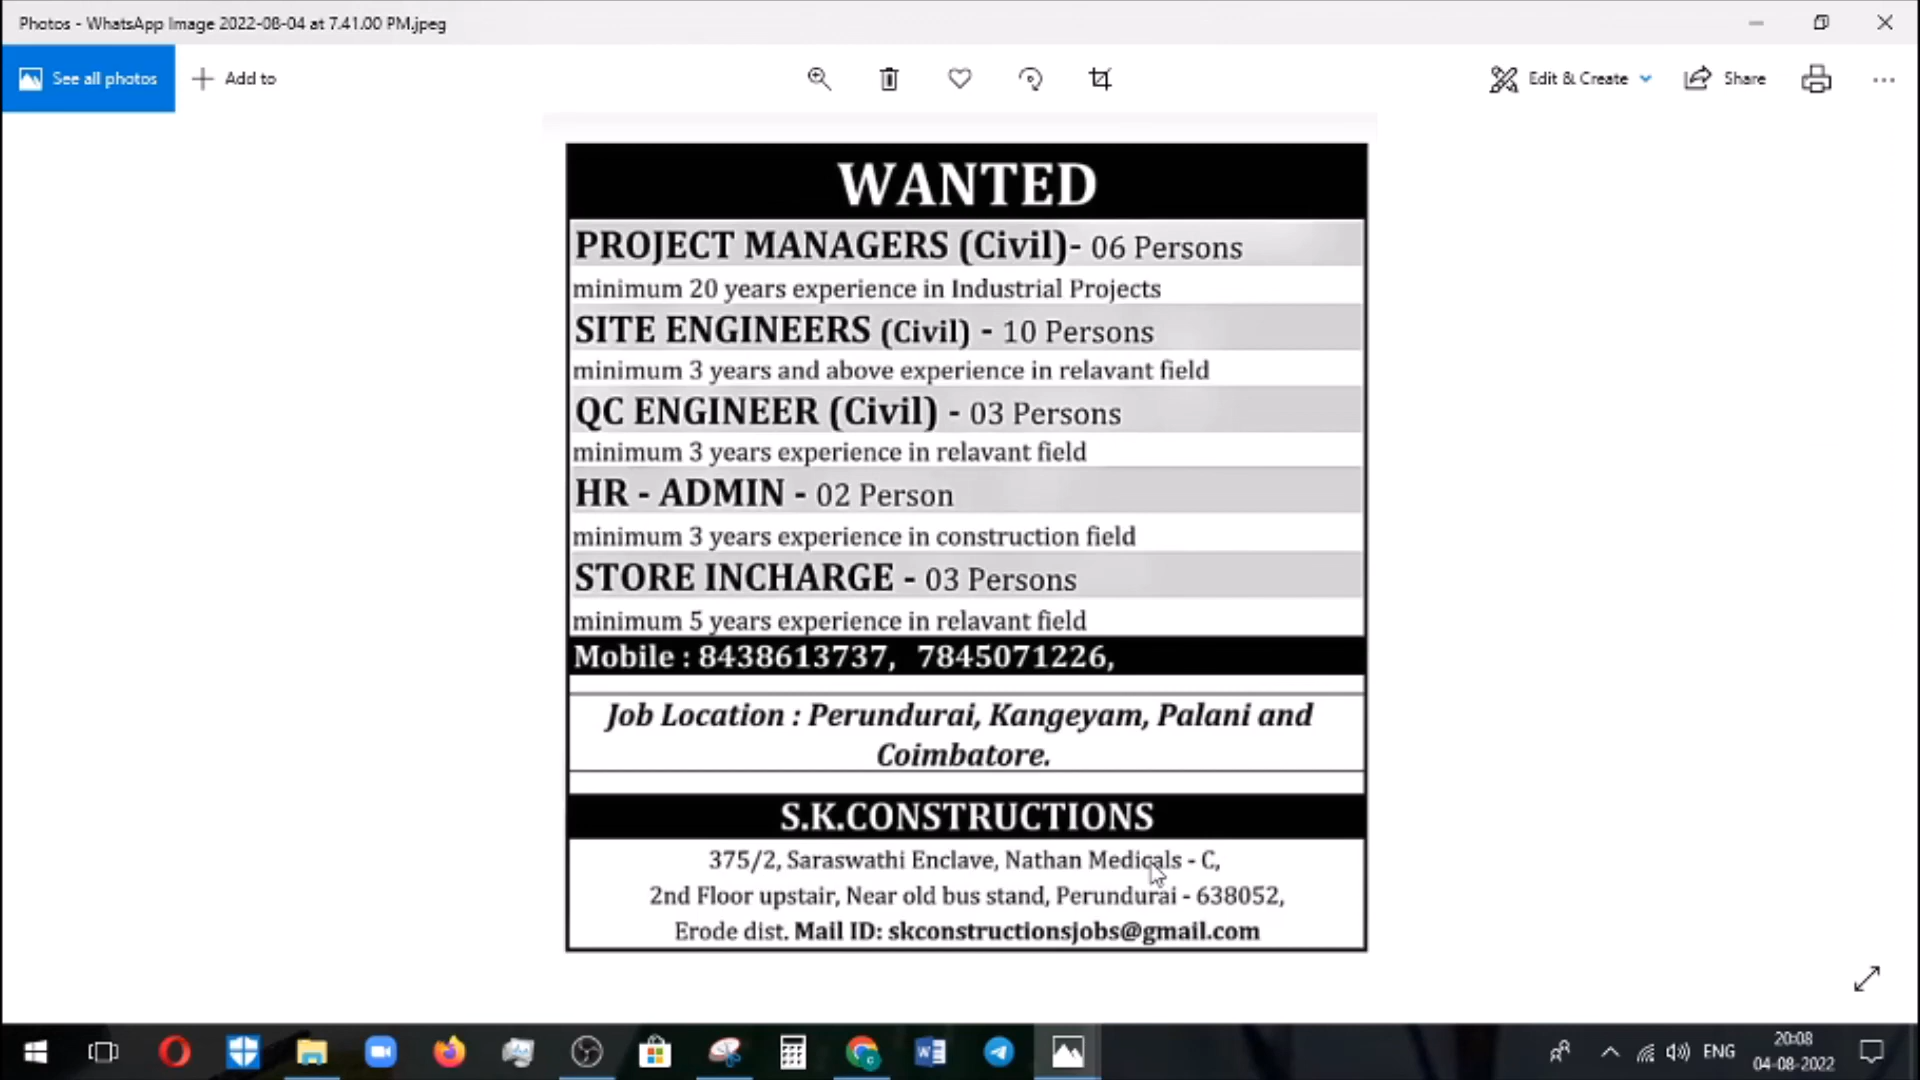 Photos - WhatsApp Image 2022-08-04 at 7.41.00 PM.jpeg
See all photos
Add to
Edit & Create
Share
WANTED
PROJECT MANAGERS (Civil)- 06 Persons
minimum 20 years experience in Industrial Projects
SITE ENGINEERS (Civil) - 10 Persons
minimum 3 years and above experience in relavant field
QC ENGINEER (Civil) - 03 Persons
minimum 3 years experience in relavant field
HR - ADMIN - 02 Person
minimum 3 years experience in construction field
STORE INCHARGE - 03 Persons
minimum 5 years experience in relavant field
Mobile : 8438613737, 7845071226,
Job Location : Perundurai, Kangeyam, Palani and
Coimbatore.
S.K.CONSTRUCTIONS
375/2, Saraswathi Enclave, Nathan Medicals - C,
2nd Floor upstair, Near old bus stand, Perundurai - 638052,
Erode dist. Mail ID: skconstructionsjobs@gmail.com
ENG
20:08
04-08-2022